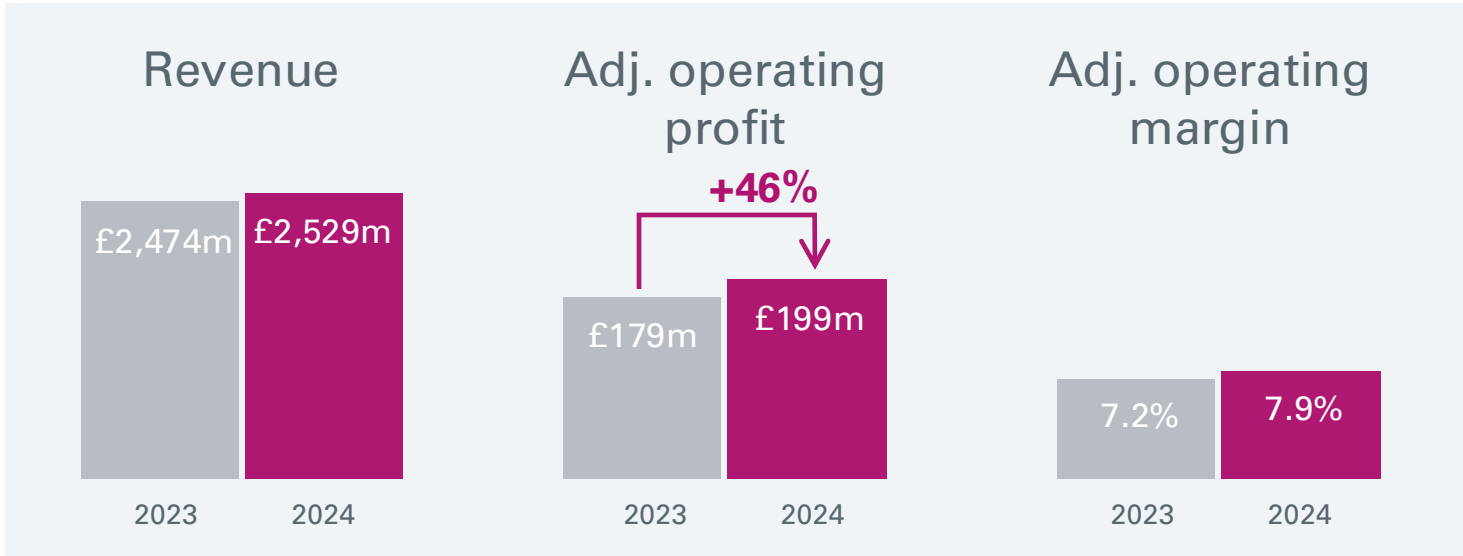 Revenue
£2,474m
£2,529m
2023
2024
Adj. operating
profit
+46%
£179m
£199m
2023
2024
Adj. operating
margin
7.2%
7.9%
2023
2024